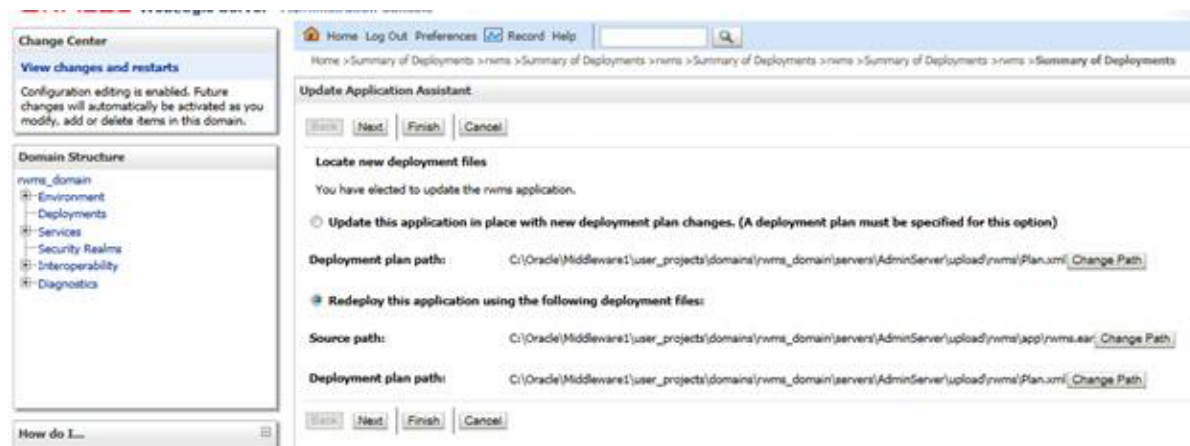 Change Center
View changes and restarts
Configuration editing is enabled. Future
changes will automatically be activated as you
modify, add or delete items in this domain.
Domain Structure
rwms_domain
Environment
Deployments
Services
Security Realms
Interoperability
Diagnostics
How do I...
Home Log Out Preferences Record Help
Home >Summary of Deployments >rwms >Summary of Deployments >rwms >Summary of Deployments >rwms >Summary of Deployments >rwms >Summary of Deployments
Update Application Assistant
Back Next Finish Cancel
Locate new deployment files
You have elected to update the rwms application.
Update this application in place with new deployment plan changes. (A deployment plan must be specified for this option)
Deployment plan path: C:\Oracle\Middleware1\user_projects\domains\rwms_domain\servers\AdminServer\upload\rwms\Plan.xml Change Path
Redeploy this application using the following deployment files:
Source path: C:\Oracle\Middleware1\user_projects\domains\rwms_domain\servers\AdminServer\upload\rwms\app\rwms.ear Change Path
Deployment plan path: C:\Oracle\Middleware1\user_projects\domains\rwms_domain\servers\AdminServer\upload\rwms\Plan.xml Change Path
Back Next Finish Cancel